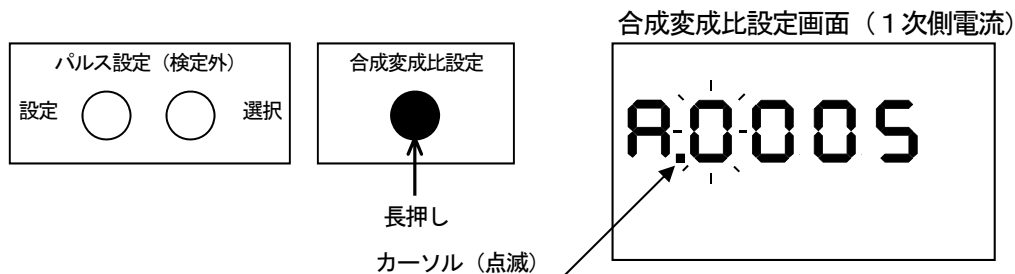 合成変成比設定画面（１次側電流）
パルス設定（検定外）
設定
選択
合成変成比設定
A.0005
長押し
カーソル（点滅）